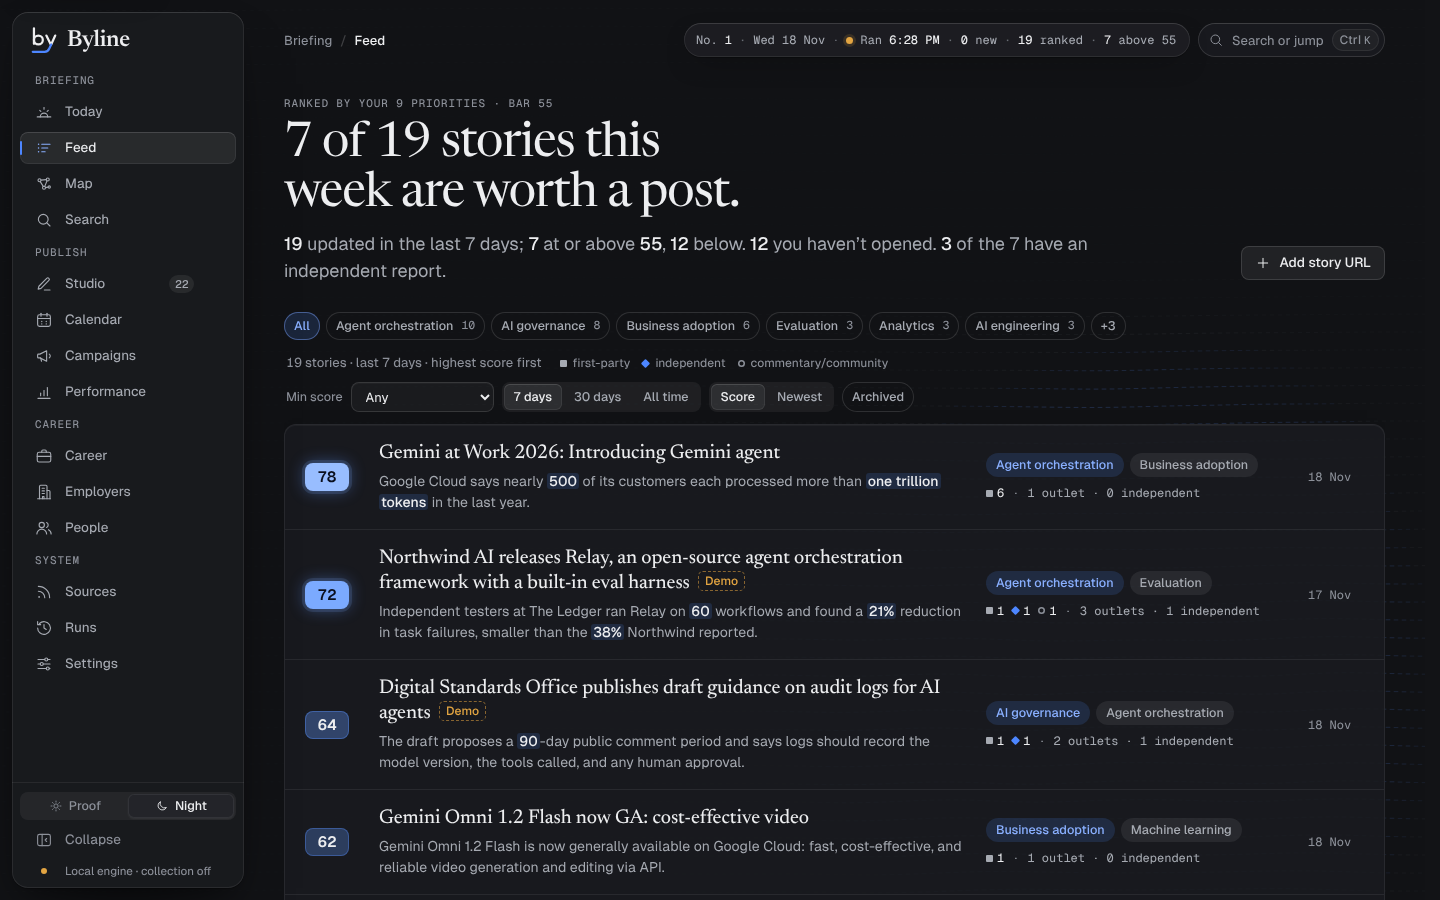 by Byline
BRIEFING
Today
Feed
Map
Search
PUBLISH
Studio 22
Calendar
Campaigns
Performance
CAREER
Career
Employers
People
SYSTEM
Sources
Runs
Settings
Proof Night
Collapse
Local engine · collection off
Briefing / Feed
No. 1 · Wed 18 Nov · Ran 6:28 PM · 0 new · 19 ranked · 7 above 55
Search or jump Ctrl K
RANKED BY YOUR 9 PRIORITIES · BAR 55
7 of 19 stories this
week are worth a post.
19 updated in the last 7 days; 7 at or above 55, 12 below. 12 you haven’t opened. 3 of the 7 have an
independent report.
+ Add story URL
All Agent orchestration 10 AI governance 8 Business adoption 6 Evaluation 3 Analytics 3 AI engineering 3 +3
19 stories · last 7 days · highest score first first-party independent commentary/community
Min score Any 7 days 30 days All time Score Newest Archived
78
Gemini at Work 2026: Introducing Gemini agent
Google Cloud says nearly 500 of its customers each processed more than one trillion
tokens in the last year.
Agent orchestration Business adoption
6 · 1 outlet · 0 independent
18 Nov
72
Northwind AI releases Relay, an open-source agent orchestration
framework with a built-in eval harness Demo
Independent testers at The Ledger ran Relay on 60 workflows and found a 21% reduction
in task failures, smaller than the 38% Northwind reported.
Agent orchestration Evaluation
1 1 1 · 3 outlets · 1 independent
17 Nov
64
Digital Standards Office publishes draft guidance on audit logs for AI
agents Demo
The draft proposes a 90-day public comment period and says logs should record the
model version, the tools called, and any human approval.
AI governance Agent orchestration
1 1 · 2 outlets · 1 independent
18 Nov
62
Gemini Omni 1.2 Flash now GA: cost-effective video
Gemini Omni 1.2 Flash is now generally available on Google Cloud: fast, cost-effective, and
reliable video generation and editing via API.
Business adoption Machine learning
1 · 1 outlet · 0 independent
18 Nov